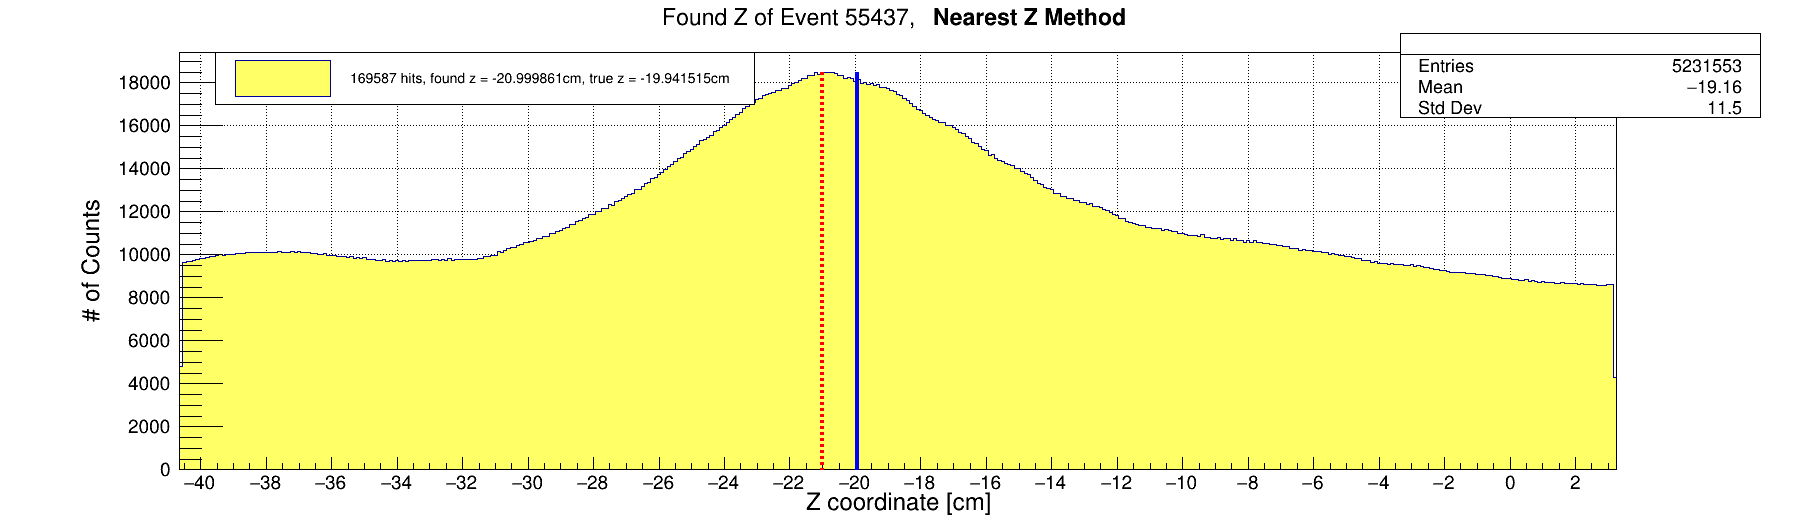 Found Z of Event 55437, Nearest Z Method
169587 hits, found z = -20.999861cm, true z = -19.941515cm
Entries 5231553
Mean −19.16
Std Dev 11.5
# of Counts
18000
16000
14000
12000
10000
8000
6000
4000
2000
0
−40 −38 −36 −34 −32 −30 −28 −26 −24 −22 −20 −18 −16 −14 −12 −10 −8 −6 −4 −2 0 2
Z coordinate [cm]